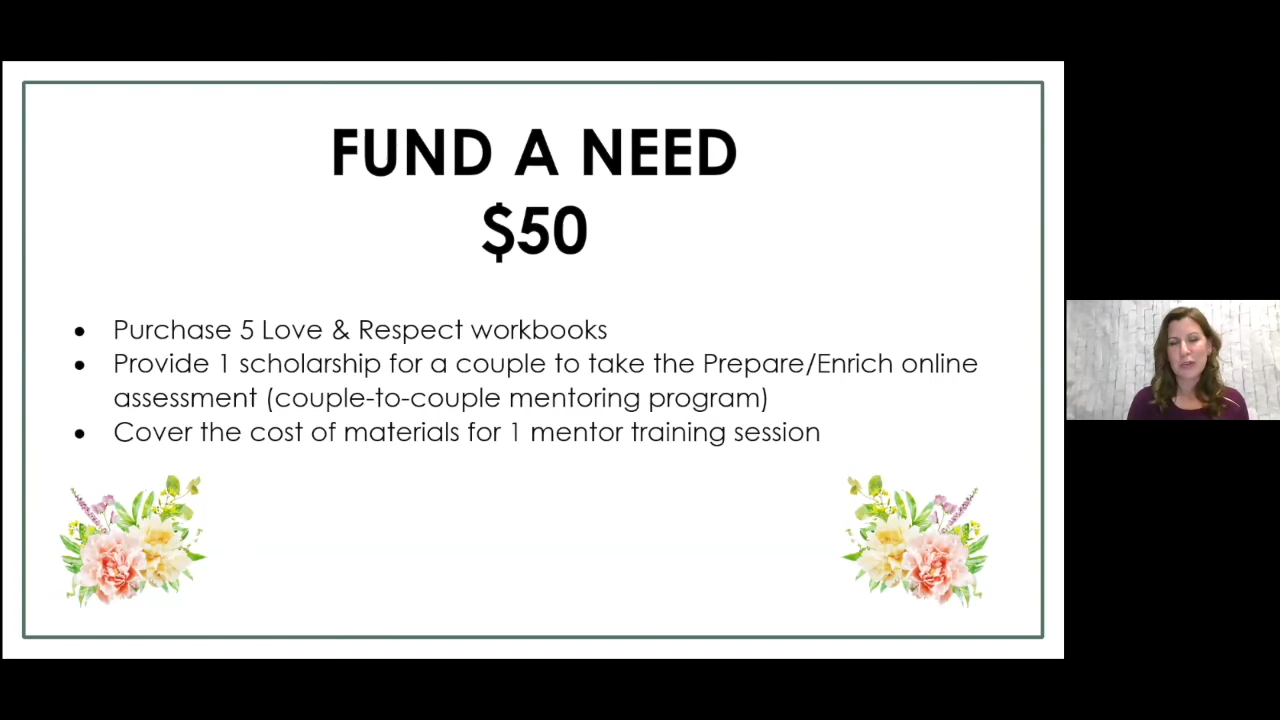 FUND A NEED
$50
• Purchase 5 Love & Respect workbooks
• Provide 1 scholarship for a couple to take the Prepare/Enrich online
assessment (couple-to-couple mentoring program)
• Cover the cost of materials for 1 mentor training session